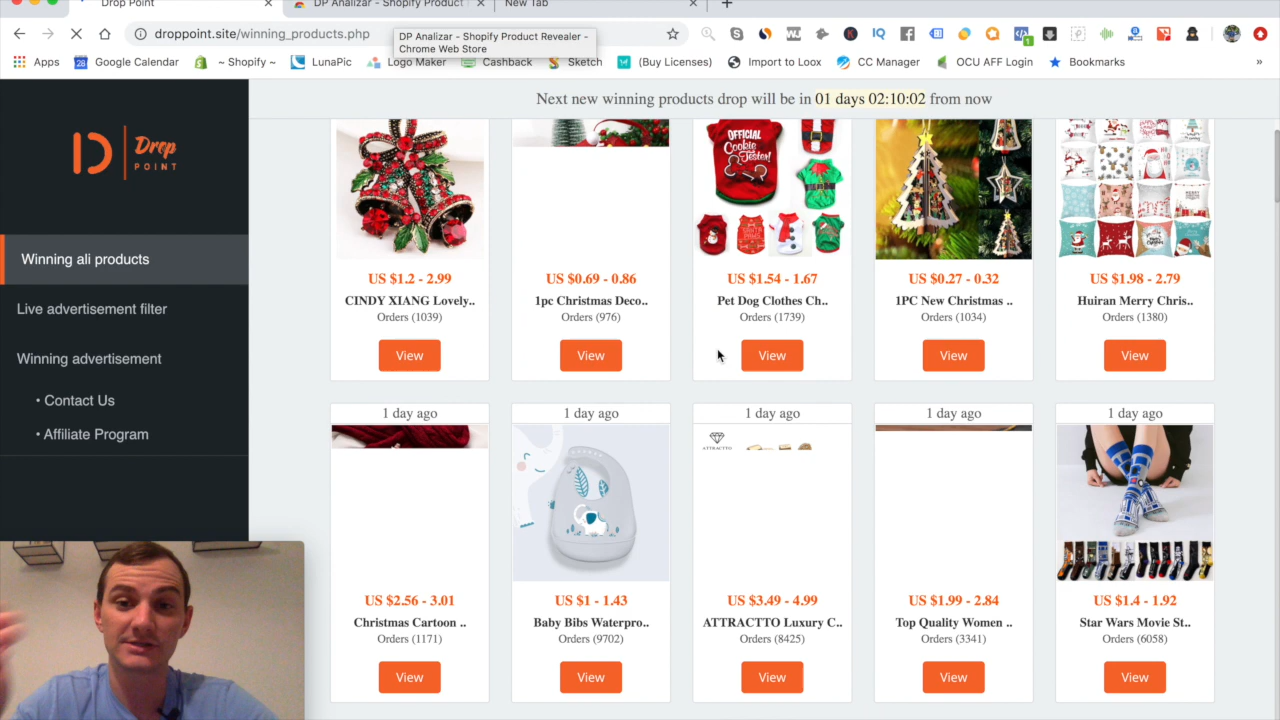 Drop Point
DP Analizar - Shopify Product
New Tab
droppoint.site/winning_products.php
DP Analizar - Shopify Product Revealer -
Chrome Web Store
IQ
1
Apps
28
Google Calendar
~ Shopify ~
LunaPic
Logo Maker
Cashback
Sketch
(Buy Licenses)
Import to Loox
CC Manager
OCU AFF Login
Bookmarks
»
Drop
POINT
Winning ali products
Live advertisement filter
Winning advertisement
• Contact Us
• Affiliate Program
Next new winning products drop will be in 01 days 02:10:02 from now
OFFICIAL
Cookie
Tester!
US $1.2 - 2.99
CINDY XIANG Lovely..
Orders (1039)
View
US $0.69 - 0.86
1pc Christmas Deco..
Orders (976)
View
US $1.54 - 1.67
Pet Dog Clothes Ch..
Orders (1739)
View
US $0.27 - 0.32
1PC New Christmas ..
Orders (1034)
View
US $1.98 - 2.79
Huiran Merry Chris..
Orders (1380)
View
1 day ago
US $2.56 - 3.01
Christmas Cartoon ..
Orders (1171)
View
1 day ago
US $1 - 1.43
Baby Bibs Waterpro..
Orders (9702)
View
1 day ago
ATTRACTTO
US $3.49 - 4.99
ATTRACTTO Luxury C..
Orders (8425)
View
1 day ago
US $1.99 - 2.84
Top Quality Women ..
Orders (3341)
View
1 day ago
US $1.4 - 1.92
Star Wars Movie St..
Orders (6058)
View